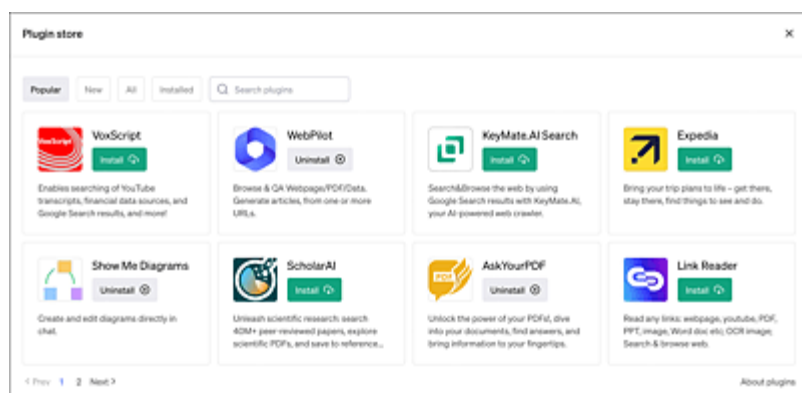 Plugin store
Popular New All Installed Search plugins
VoxScript
VoxScript
Install
Enables searching of YouTube
transcripts, financial data sources, and
Google Search results, and more!
WebPilot
Uninstall
Browse & QA Webpage/PDF/Data.
Generate articles, from one or more
URLs.
KeyMate.AI Search
Install
Search&Browse the web by using
Google Search results with KeyMate.AI,
your AI-powered web crawler.
Expedia
Install
Bring your trip plans to life – get there,
stay there, find things to see and do.
Show Me Diagrams
Uninstall
Create and edit diagrams directly in
chat.
ScholarAI
Install
Unleash scientific research: search
40M+ peer-reviewed papers, explore
scientific PDFs, and save to reference...
PDF
AskYourPDF
Uninstall
Unlock the power of your PDFs!, dive
into your documents, find answers, and
bring information to your fingertips.
Link Reader
Install
Read any links: webpage, youtube, PDF,
PPT, image, Word doc etc; OCR image;
Search & browse web.
Prev 1 2 Next
About plugins